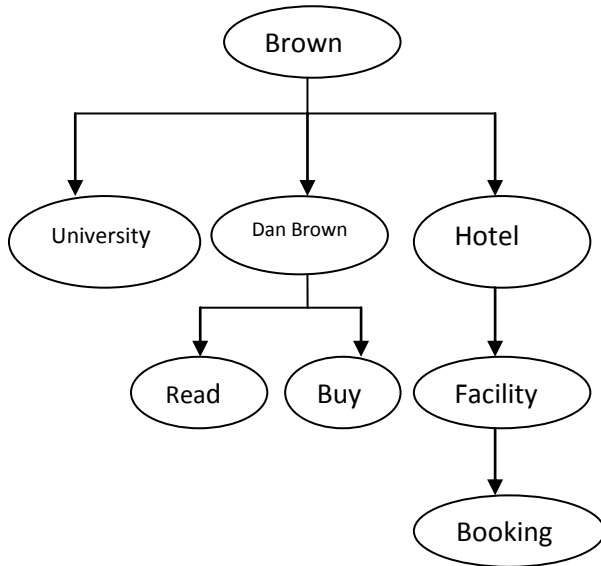 Brown
University
Dan Brown
Hotel
Read
Buy
Facility
Booking